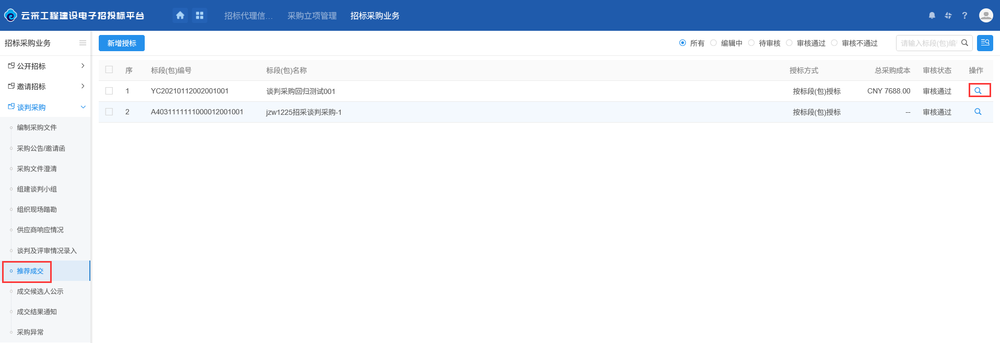 云采工程建设电子招投标平台
招标代理信... 采购立项管理 招标采购业务
?
招标采购业务
新增授标
所有 编辑中 待审核 审核通过 审核不通过
请输入标段(包)编
公开招标
邀请招标
谈判采购
编制采购文件
采购公告/邀请函
采购文件澄清
组建谈判小组
组织现场踏勘
供应商响应情况
谈判及评审情况录入
推荐成交
成交候选人公示
成交结果通知
采购异常
序 标段(包)编号 标段(包)名称 授标方式 总采购成本 审核状态 操作
1 YC20210112002001001 谈判采购回归测试001 按标段(包)授标 CNY 7688.00 审核通过
2 A4031111111000012001001 jzw1225招采谈判采购-1 按标段(包)授标 -- 审核通过